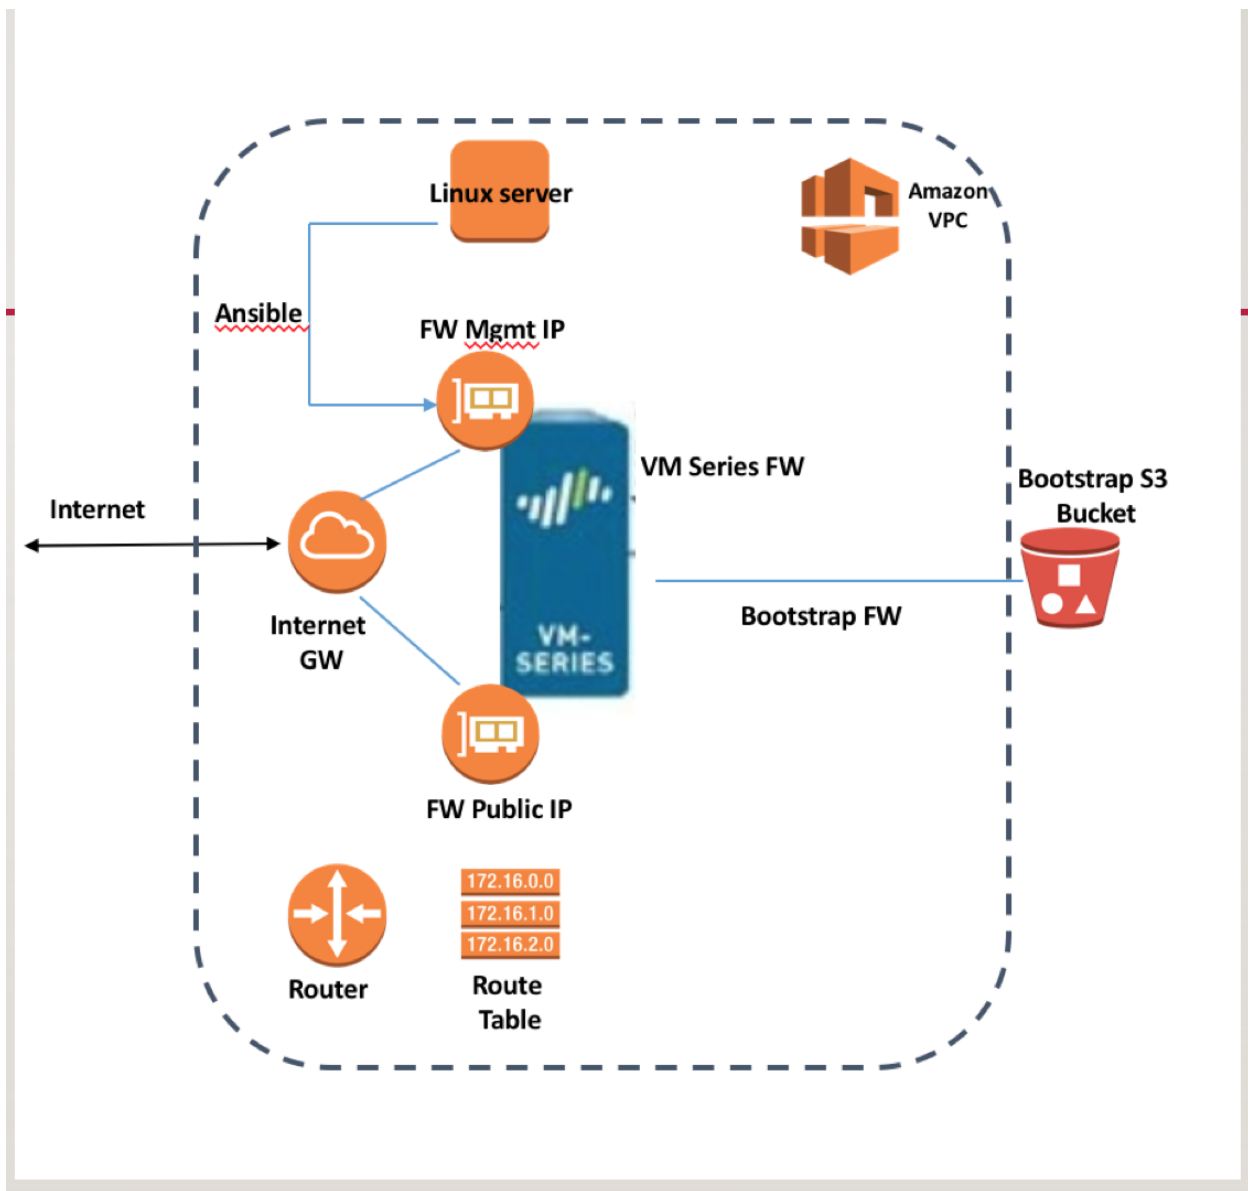 Linux server
Amazon
VPC
Ansible
FW Mgmt IP
VM Series FW
Bootstrap S3
Bucket
Internet
Internet
GW
Bootstrap FW
VM-
SERIES
FW Public IP
172.16.0.0
172.16.1.0
172.16.2.0
Router
Route
Table